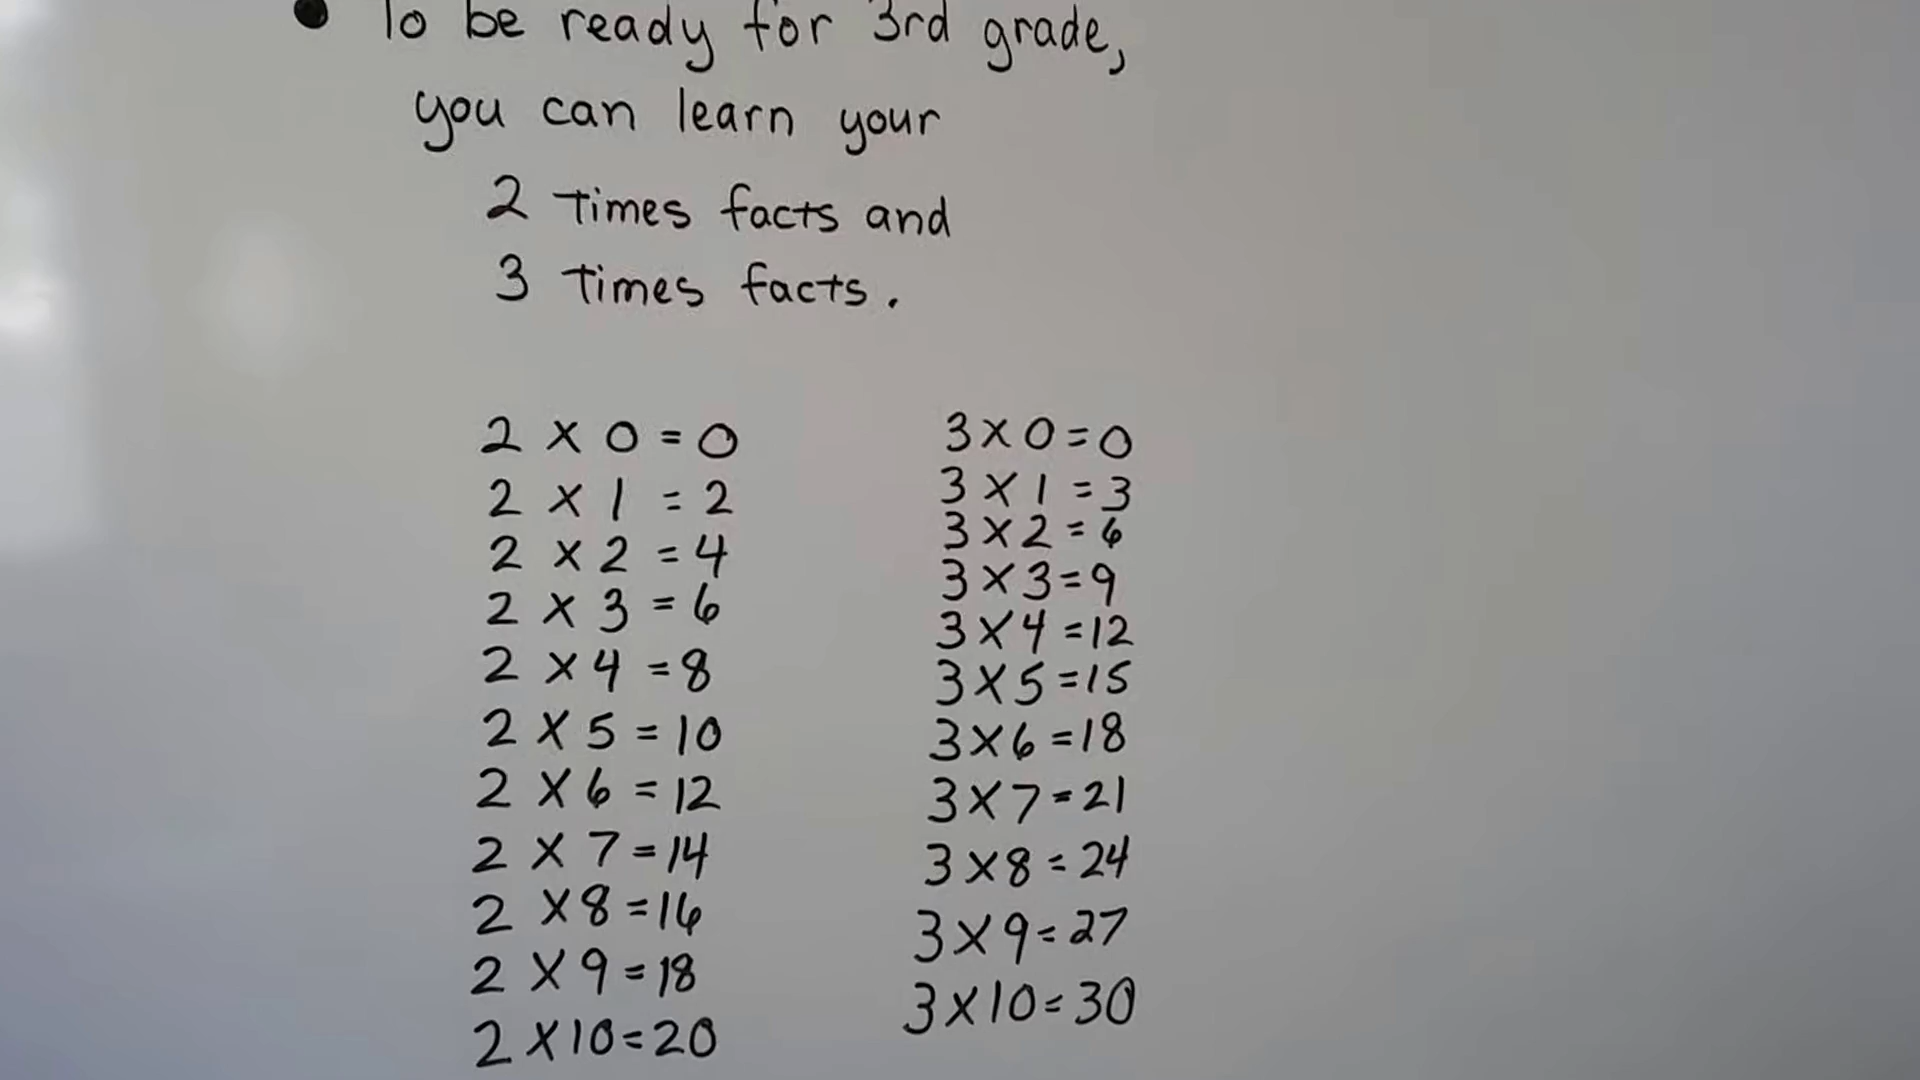 • To be ready for 3rd grade,
you can learn your
2 times facts and
3 times facts.
2 x 0 = 0
2 x 1 = 2
2 x 2 = 4
2 x 3 = 6
2 x 4 = 8
2 x 5 = 10
2 x 6 = 12
2 x 7 = 14
2 x 8 = 16
2 x 9 = 18
2 x 10 = 20
3 x 0 = 0
3 x 1 = 3
3 x 2 = 6
3 x 3 = 9
3 x 4 = 12
3 x 5 = 15
3 x 6 = 18
3 x 7 = 21
3 x 8 = 24
3 x 9 = 27
3 x 10 = 30